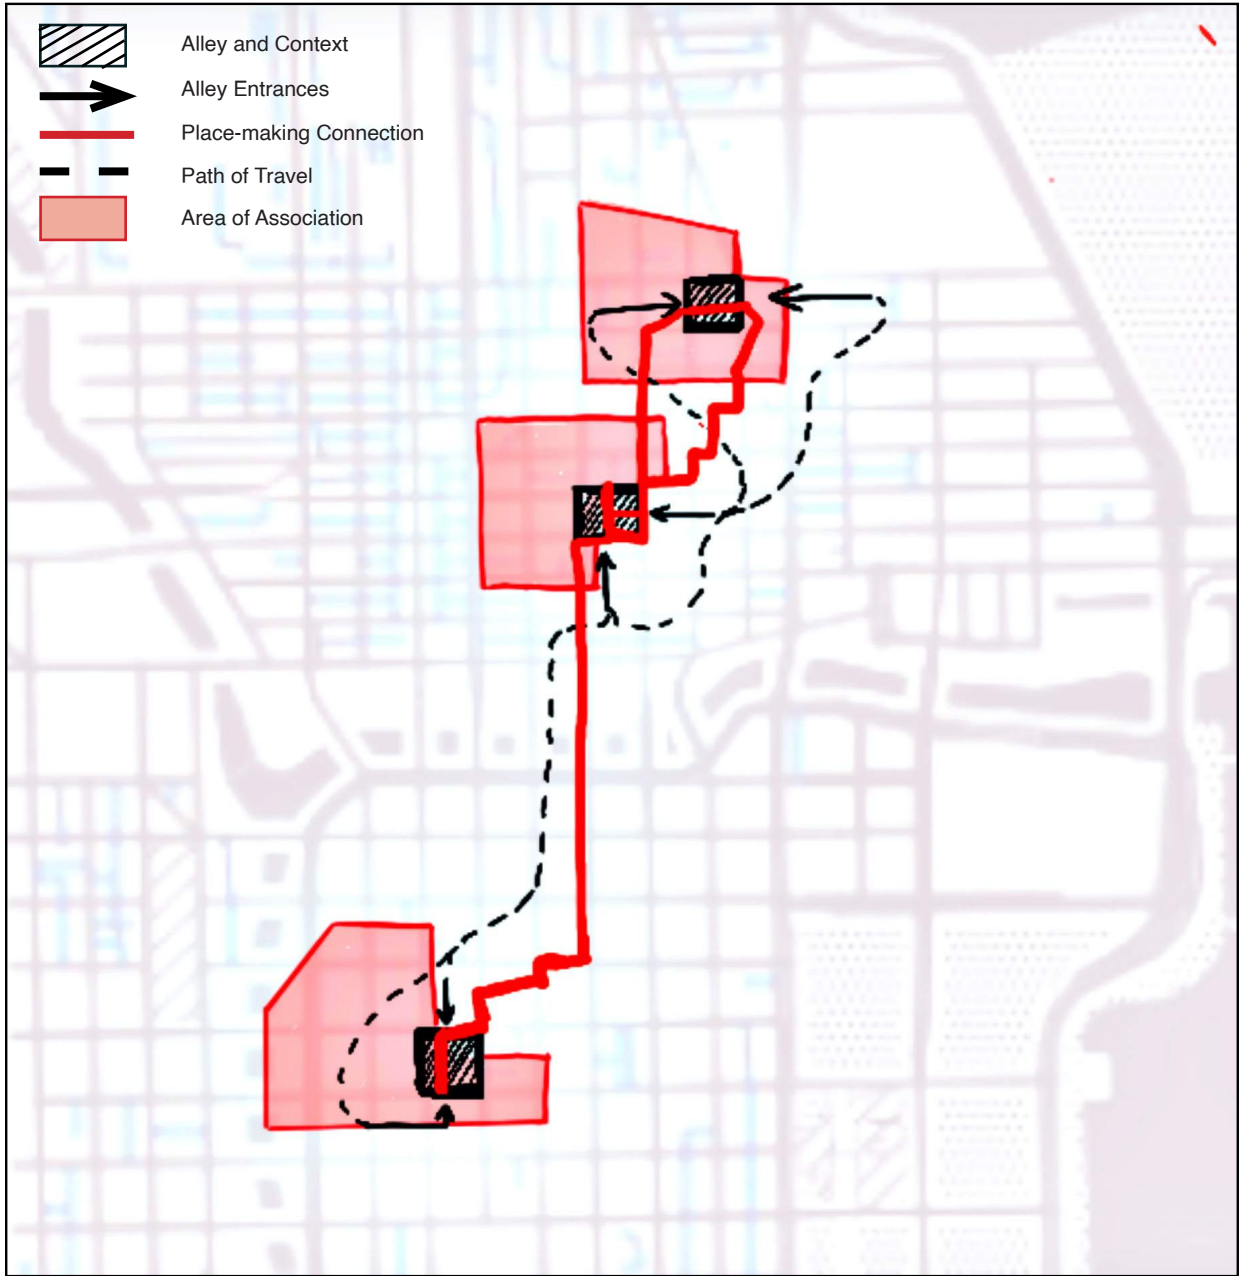 Alley and Context
Alley Entrances
Place-making Connection
Path of Travel
Area of Association